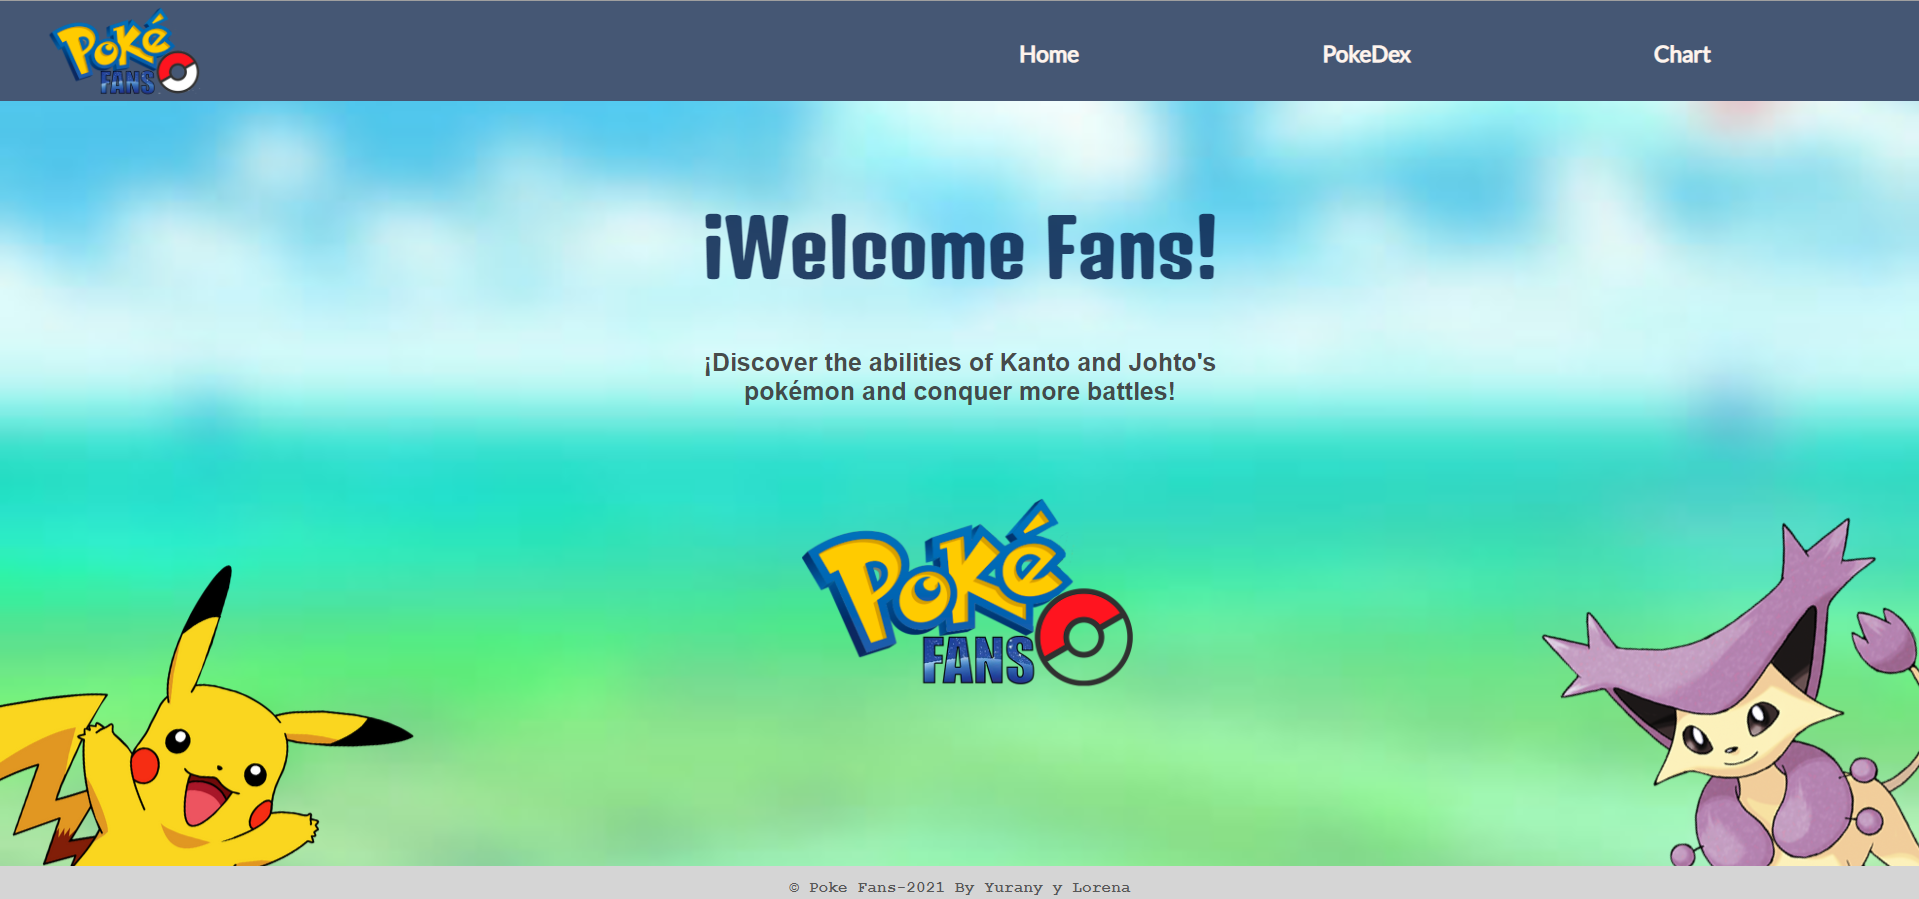 Poké
FANS
Home
PokeDex
Chart
¡Welcome Fans!
¡Discover the abilities of Kanto and Johto's
pokémon and conquer more battles!
Poké
FANS
© Poke Fans-2021 By Yurany y Lorena